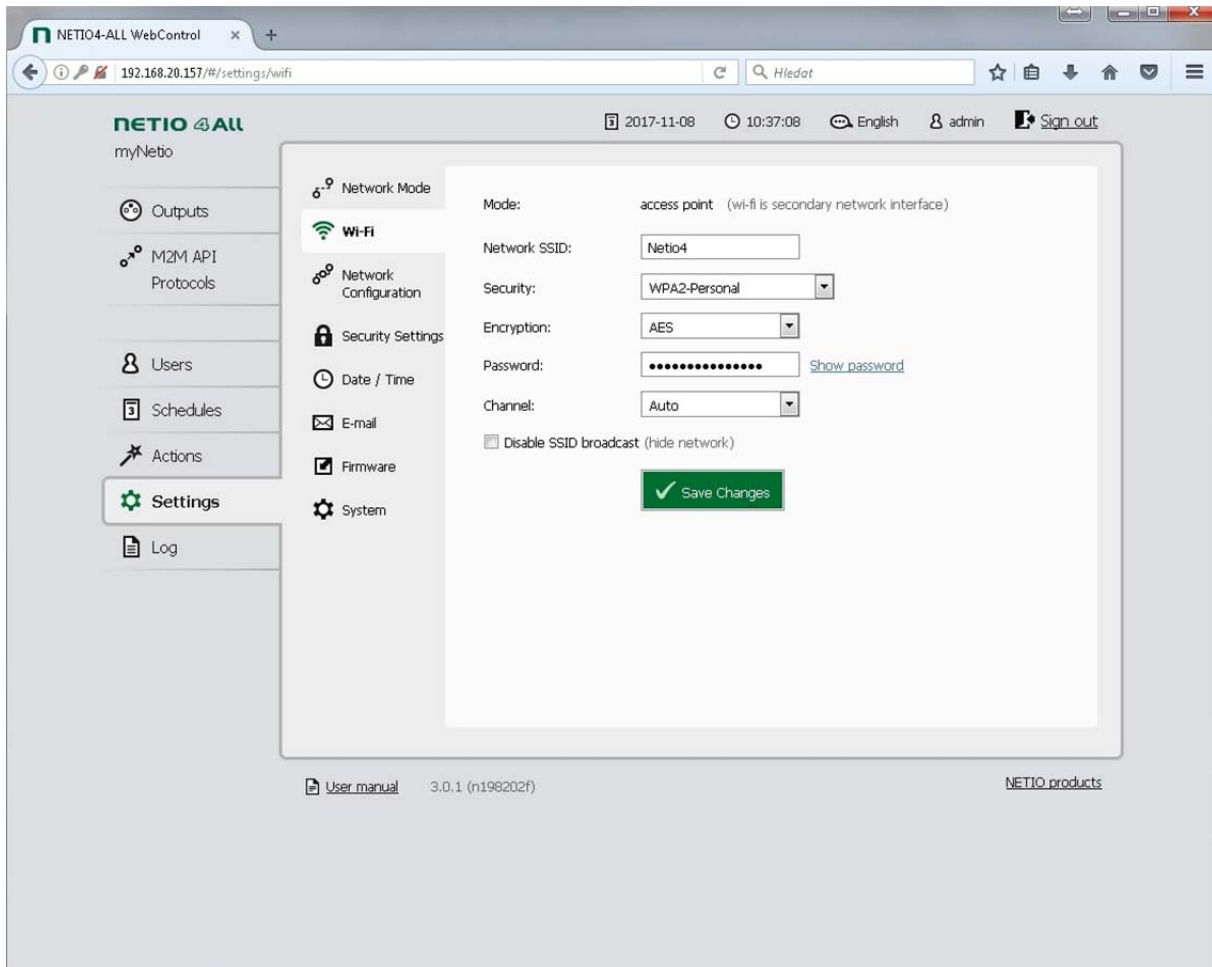 NETIO4-ALL WebControl
192.168.20.157/#/settings/wifi
Hledat
NETIO 4All
2017-11-08
10:37:08
English
admin
Sign out
myNetio
Outputs
M2M API
Protocols
Users
Schedules
Actions
Settings
Log
Network Mode
Wi-Fi
Network
Configuration
Security Settings
Date / Time
E-mail
Firmware
System
Mode: access point (wi-fi is secondary network interface)
Network SSID: Netio4
Security: WPA2-Personal
Encryption: AES
Password: ••••••••••••••• Show password
Channel: Auto
Disable SSID broadcast (hide network)
Save Changes
User manual 3.0.1 (n198202f)
NETIO products